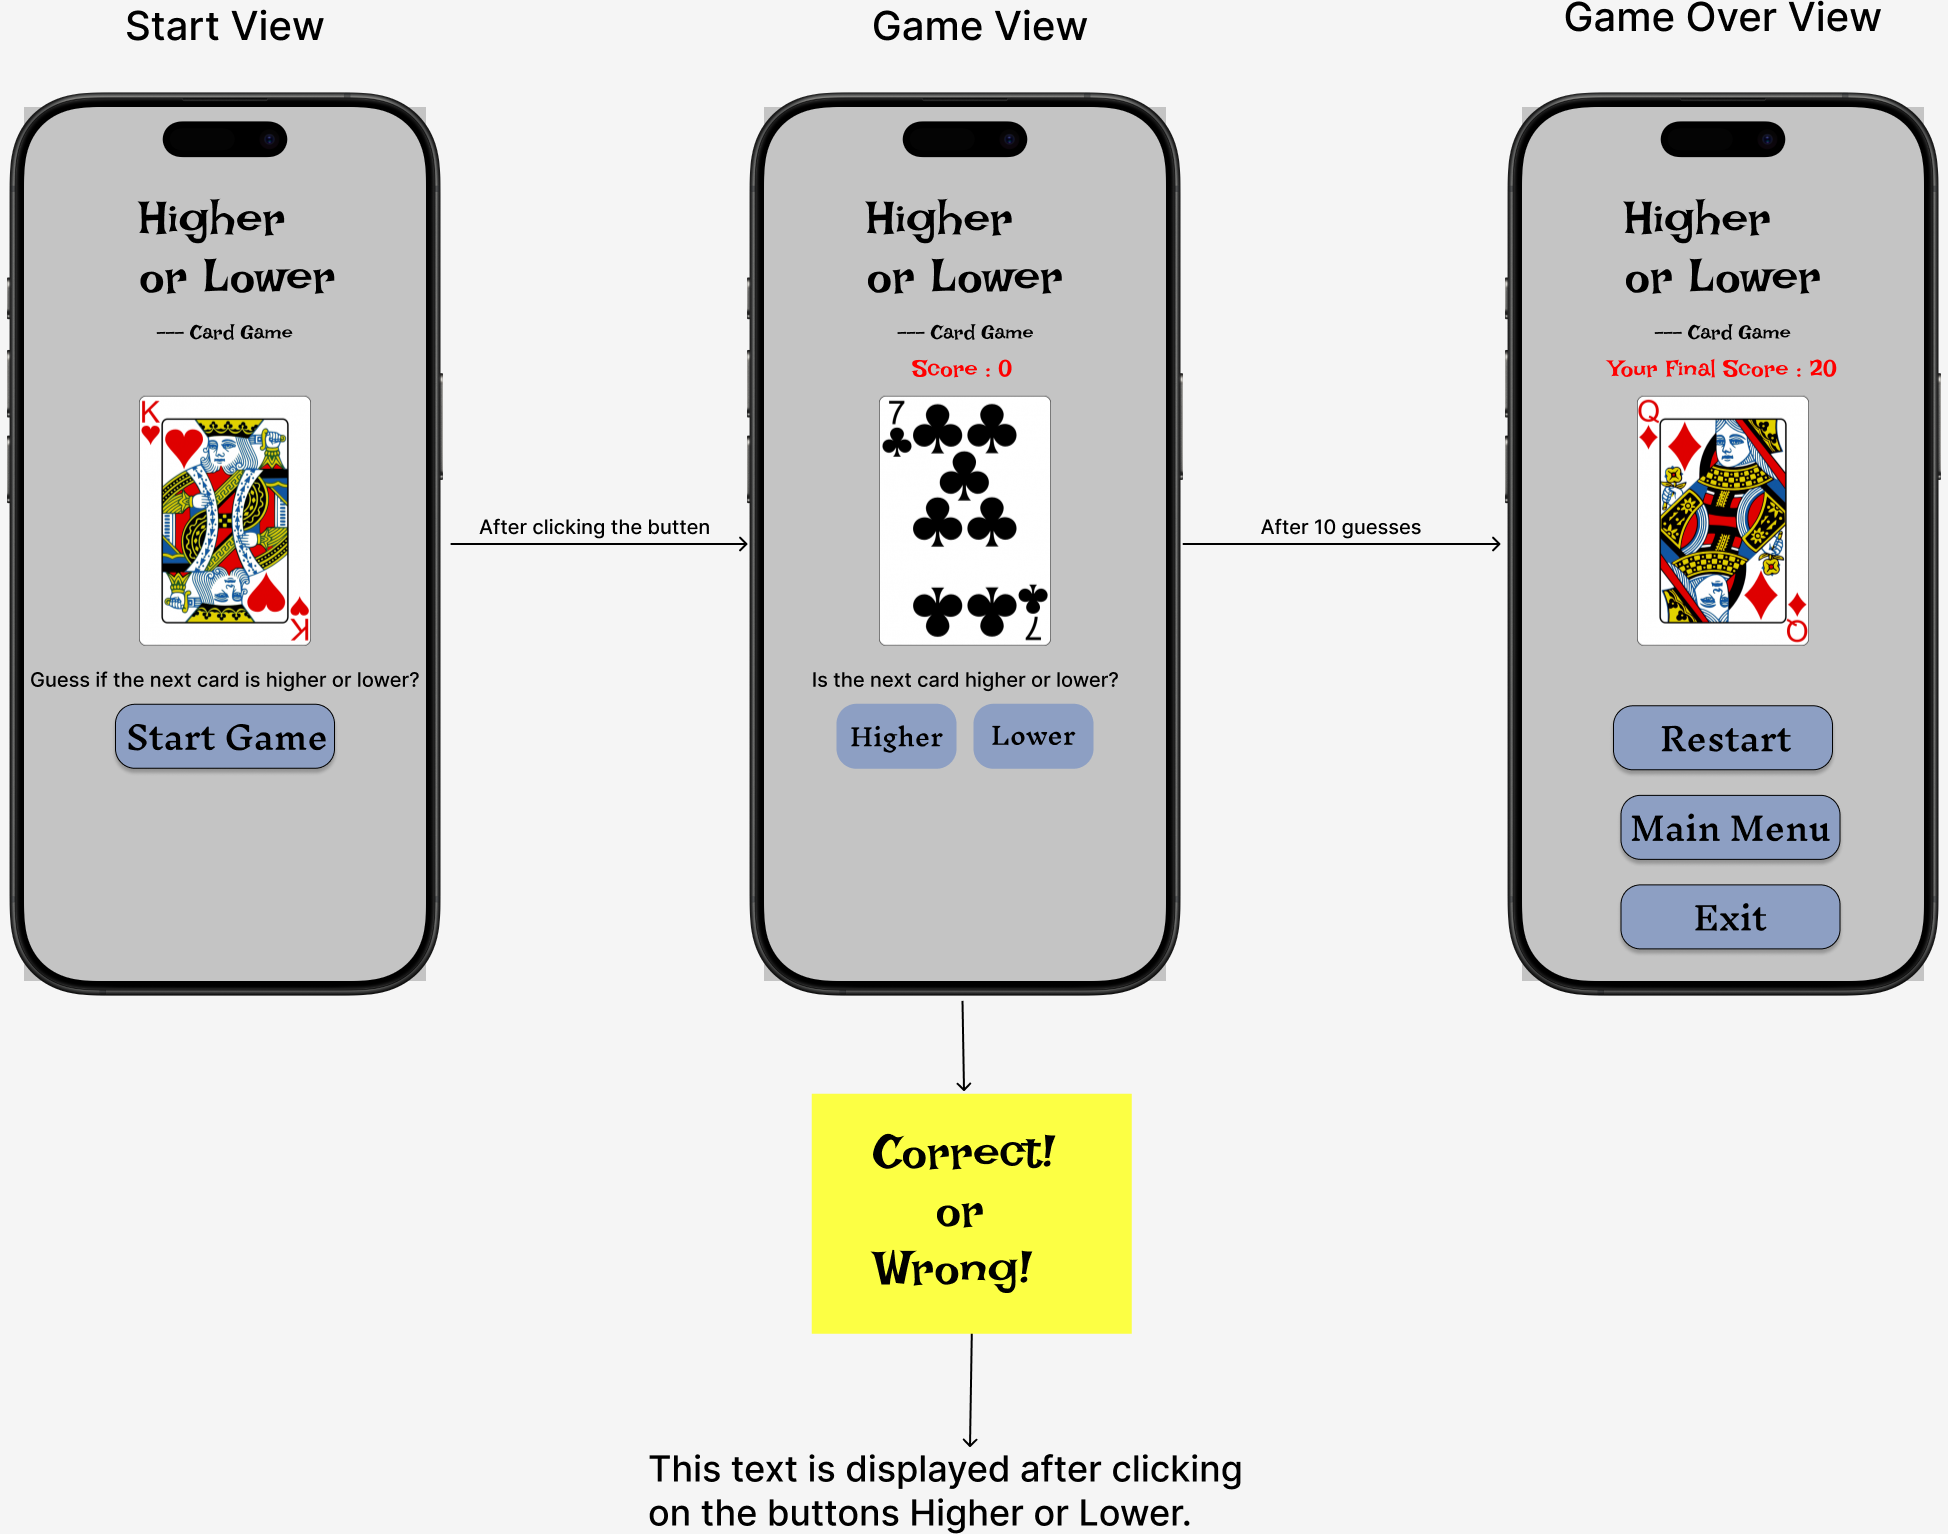 Start View
Higher
or Lower
--- Card Game
K
K
Guess if the next card is higher or lower?
Start Game
After clicking the butten
Game View
Higher
or Lower
--- Card Game
Score : 0
7
7
Is the next card higher or lower?
Higher
Lower
After 10 guesses
Game Over View
Higher
or Lower
--- Card Game
Your Final Score : 20
Q
Q
Restart
Main Menu
Exit
Correct!
or
Wrong!
This text is displayed after clicking
on the buttons Higher or Lower.